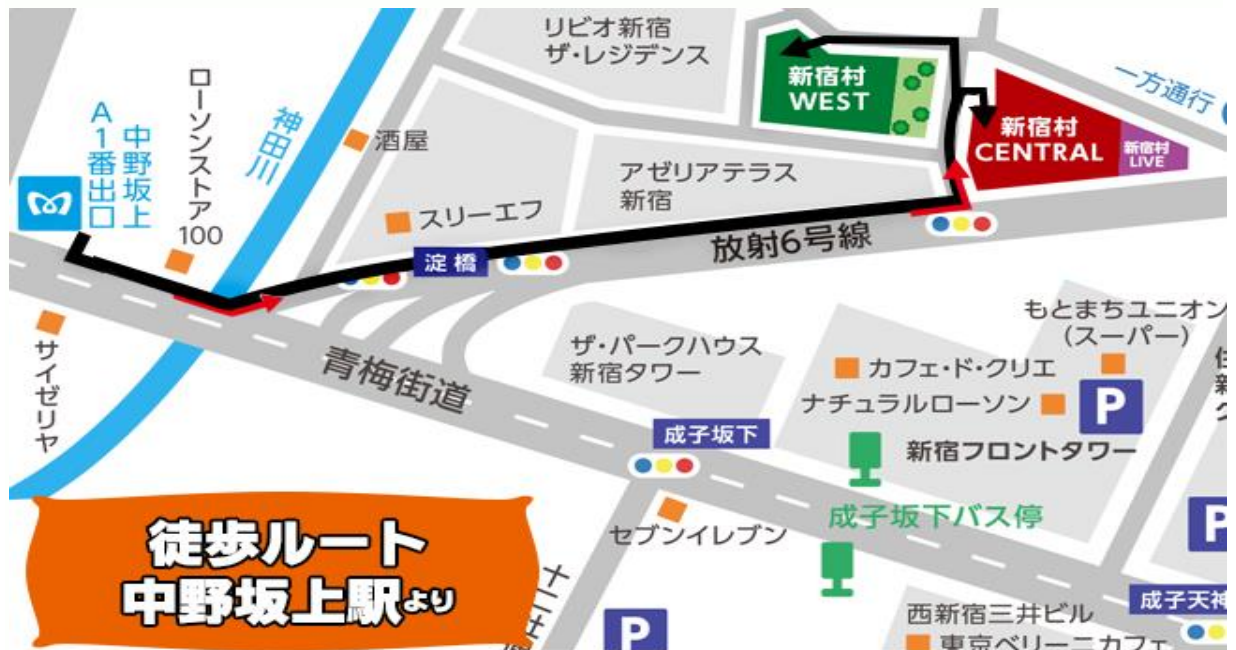 リビオ新宿
ザ・レジデンス
ローソンストア
100
中野坂上
A1番出口
神田川
酒屋
スリーエフ
淀橋
アゼリアテラス
新宿
新宿村
WEST
新宿村
CENTRAL
新宿村
LIVE
一方通行
放射6号線
サイゼリヤ
青梅街道
ザ・パークハウス
新宿タワー
もとまちユニオン
(スーパー)
カフェ・ド・クリエ
ナチュラルローソン
P
新宿フロントタワー
成子坂下
セブンイレブン
成子坂下バス停
P
成子天神
西新宿三井ビル
東京ベリーニカフェ
P
徒歩ルート
中野坂上駅より